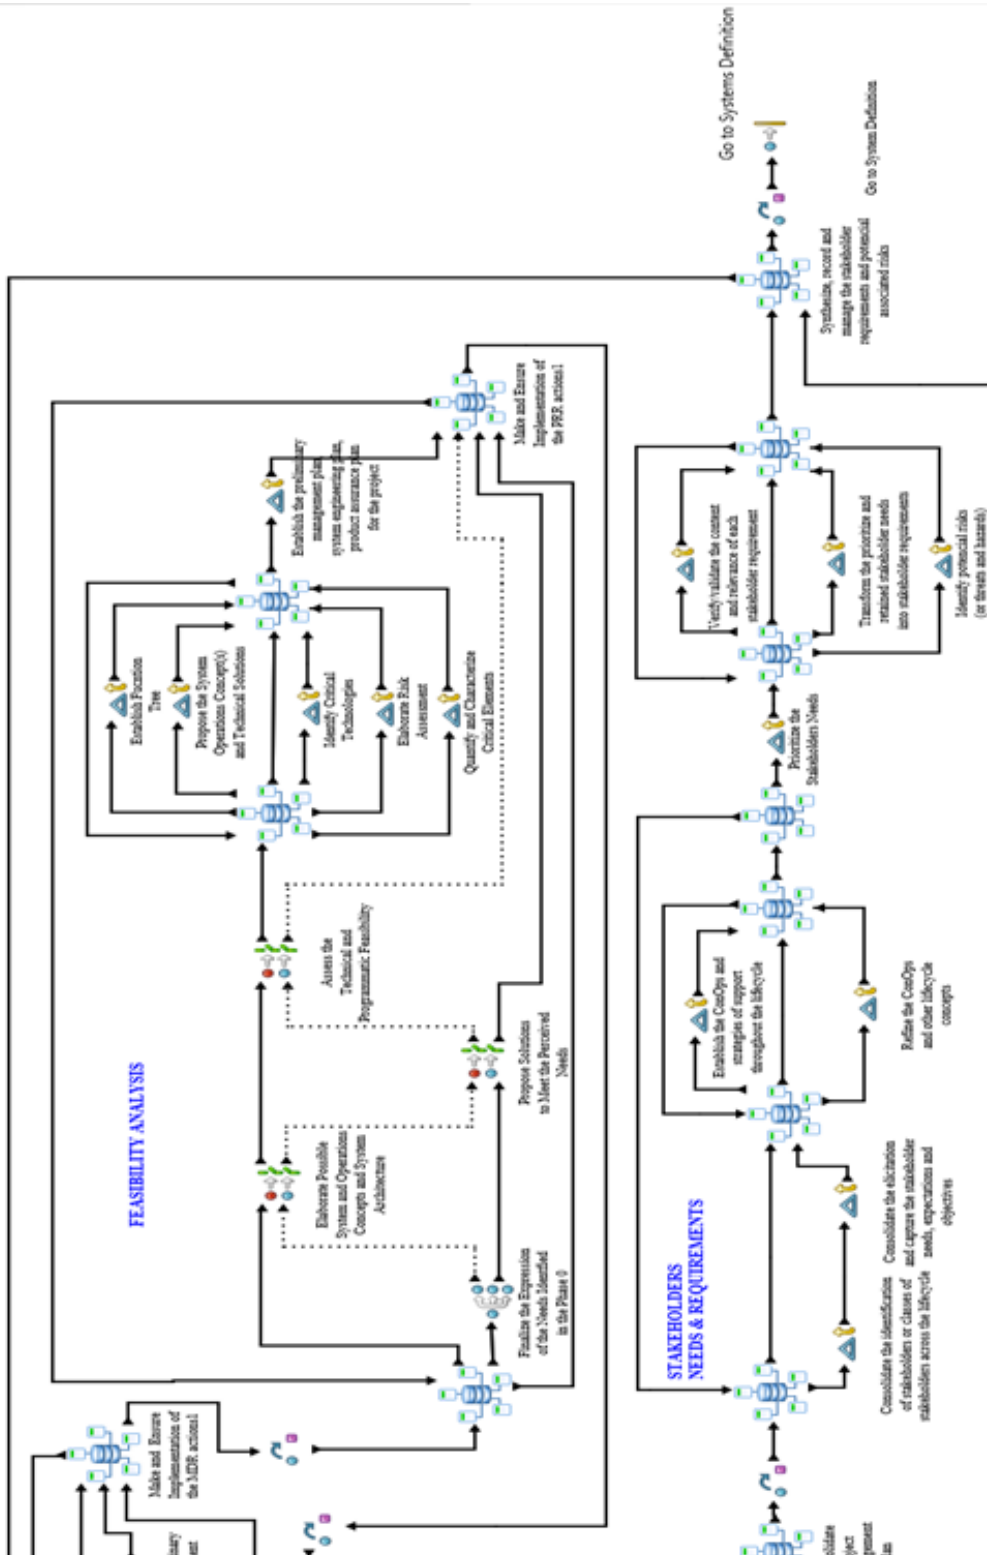 Go to Systems Definition
Go to System Definition
Synthesize, record and
manage the stakeholder
requirements and potencial
associated risks
Make and Ensure
Implementation of
the PRR actions1
Establish the preliminary
management plan,
system engineering plan,
product assurance plan
for the project
Verify/validate the content
and relevance of each
stakeholder requirement
Transform the prioritize and
retained stakeholder needs
into stakeholder requirements
Identify potential risks
(or threats and hazards)
Establish Fucntion
Tree
Propose the System
Operations Concept(s)
and Technical Solutions
Identify Critical
Technologies
Elaborate Risk
Assessment
Quantify and Characterize
Critical Elements
Prioritize the
Stakeholders Needs
Assess the
Technical and
Programmatic Feasibility
Establish the ConOps and
strategies of support
throughout the lifecycle
Refine the ConOps
and other lifecycle
concepts
FEASIBILITY ANALYSIS
Propose Solutions
to Meet the Perceived
Needs
Elaborate Possible
System and Operations
Concepts and System
Architecture
Finalize the Expression
of the Needs Identified
in the Phase 0
STAKEHOLDERS
NEEDS & REQUIREMENTS
Consolidate the elicitation
and capture the stakeholder
needs, expectations and
objectives
Consolidate the identification
of stakeholders or classes of
stakeholders across the lifecycle
Make and Ensure
Implementation of
the MDR actions1